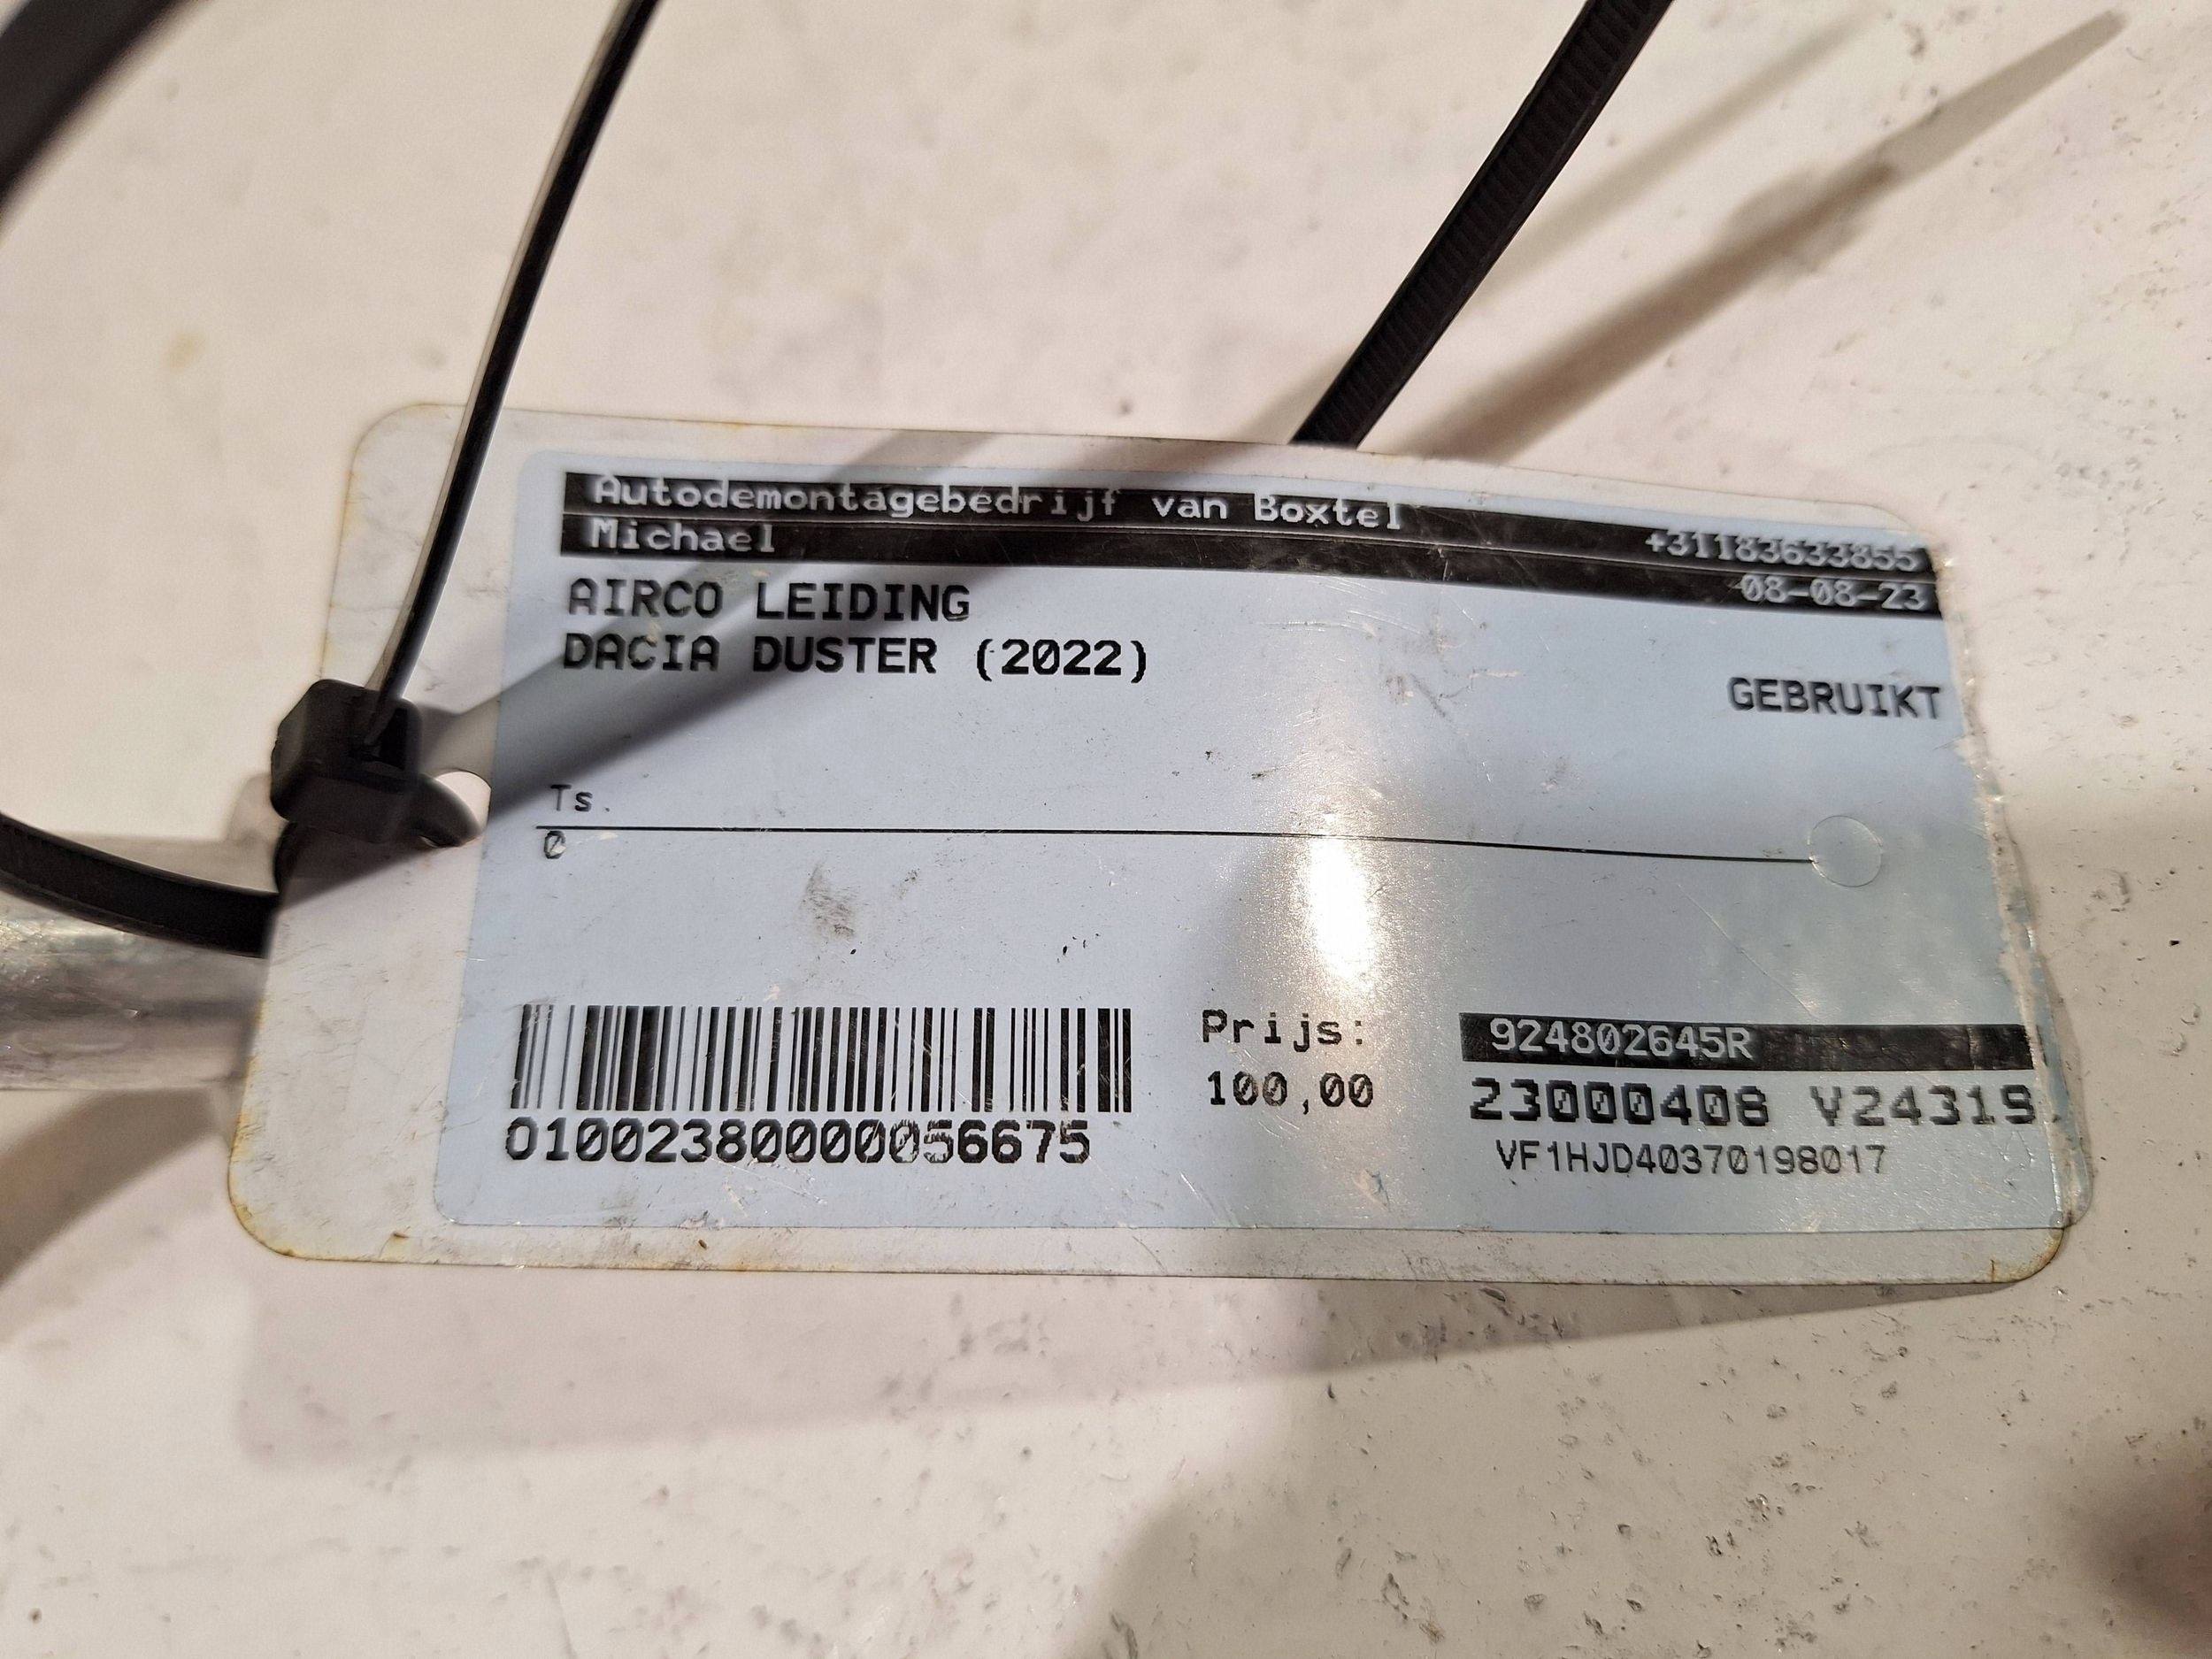 Autodemontagebedrijf van Boxtel
+31183633855
Michael
08-08-23
AIRCO LEIDING
DACIA DUSTER (2022)
GEBRUIKT
Ts.
0
Prijs:
924802645R
100,00
23000408 V24319
01002380000056675
VF1HJD40370198017